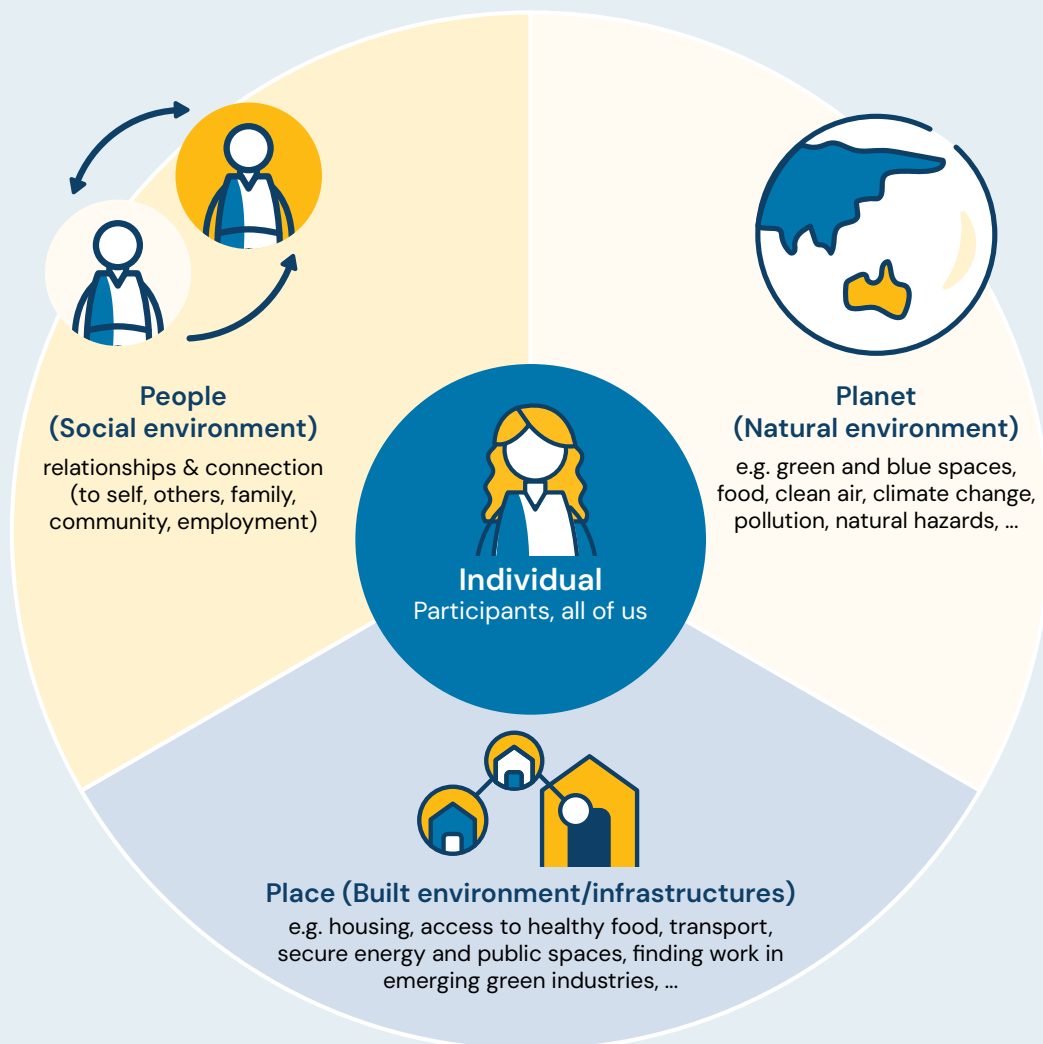 People
(Social environment)
relationships & connection
(to self, others, family,
community, employment)
Planet
(Natural environment)
e.g. green and blue spaces,
food, clean air, climate change,
pollution, natural hazards, ...
Individual
Participants, all of us
Place (Built environment/infrastructures)
e.g. housing, access to healthy food, transport,
secure energy and public spaces, finding work in
emerging green industries, ...